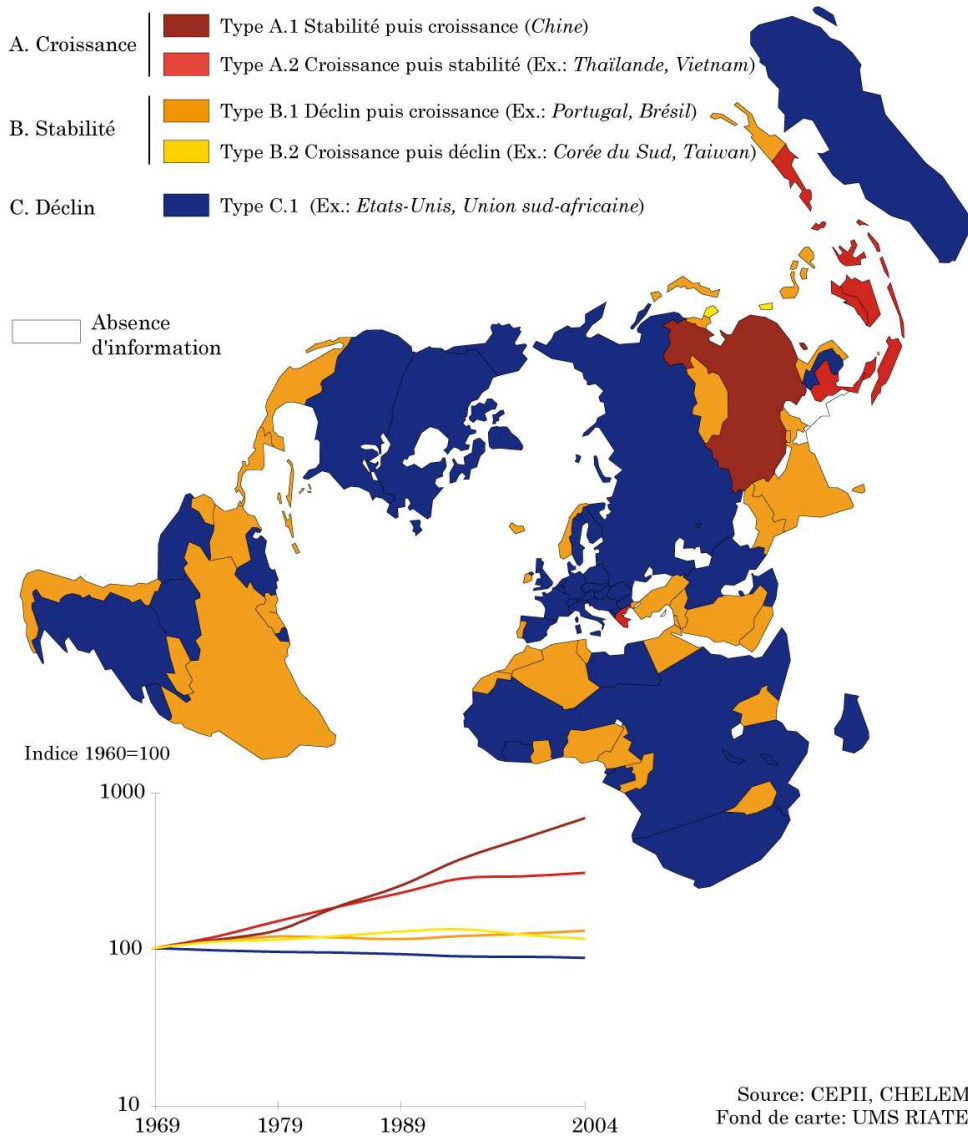 A. Croissance
Type A.1 Stabilité puis croissance (Chine)
Type A.2 Croissance puis stabilité (Ex.: Thaïlande, Vietnam)
B. Stabilité
Type B.1 Déclin puis croissance (Ex.: Portugal, Brésil)
Type B.2 Croissance puis déclin (Ex.: Corée du Sud, Taiwan)
C. Déclin
Type C.1 (Ex.: Etats-Unis, Union sud-africaine)
Absence
d'information
Indice 1960=100
1000
100
10
1969 1979 1989 2004
Source: CEPII, CHELEM
Fond de carte: UMS RIATE